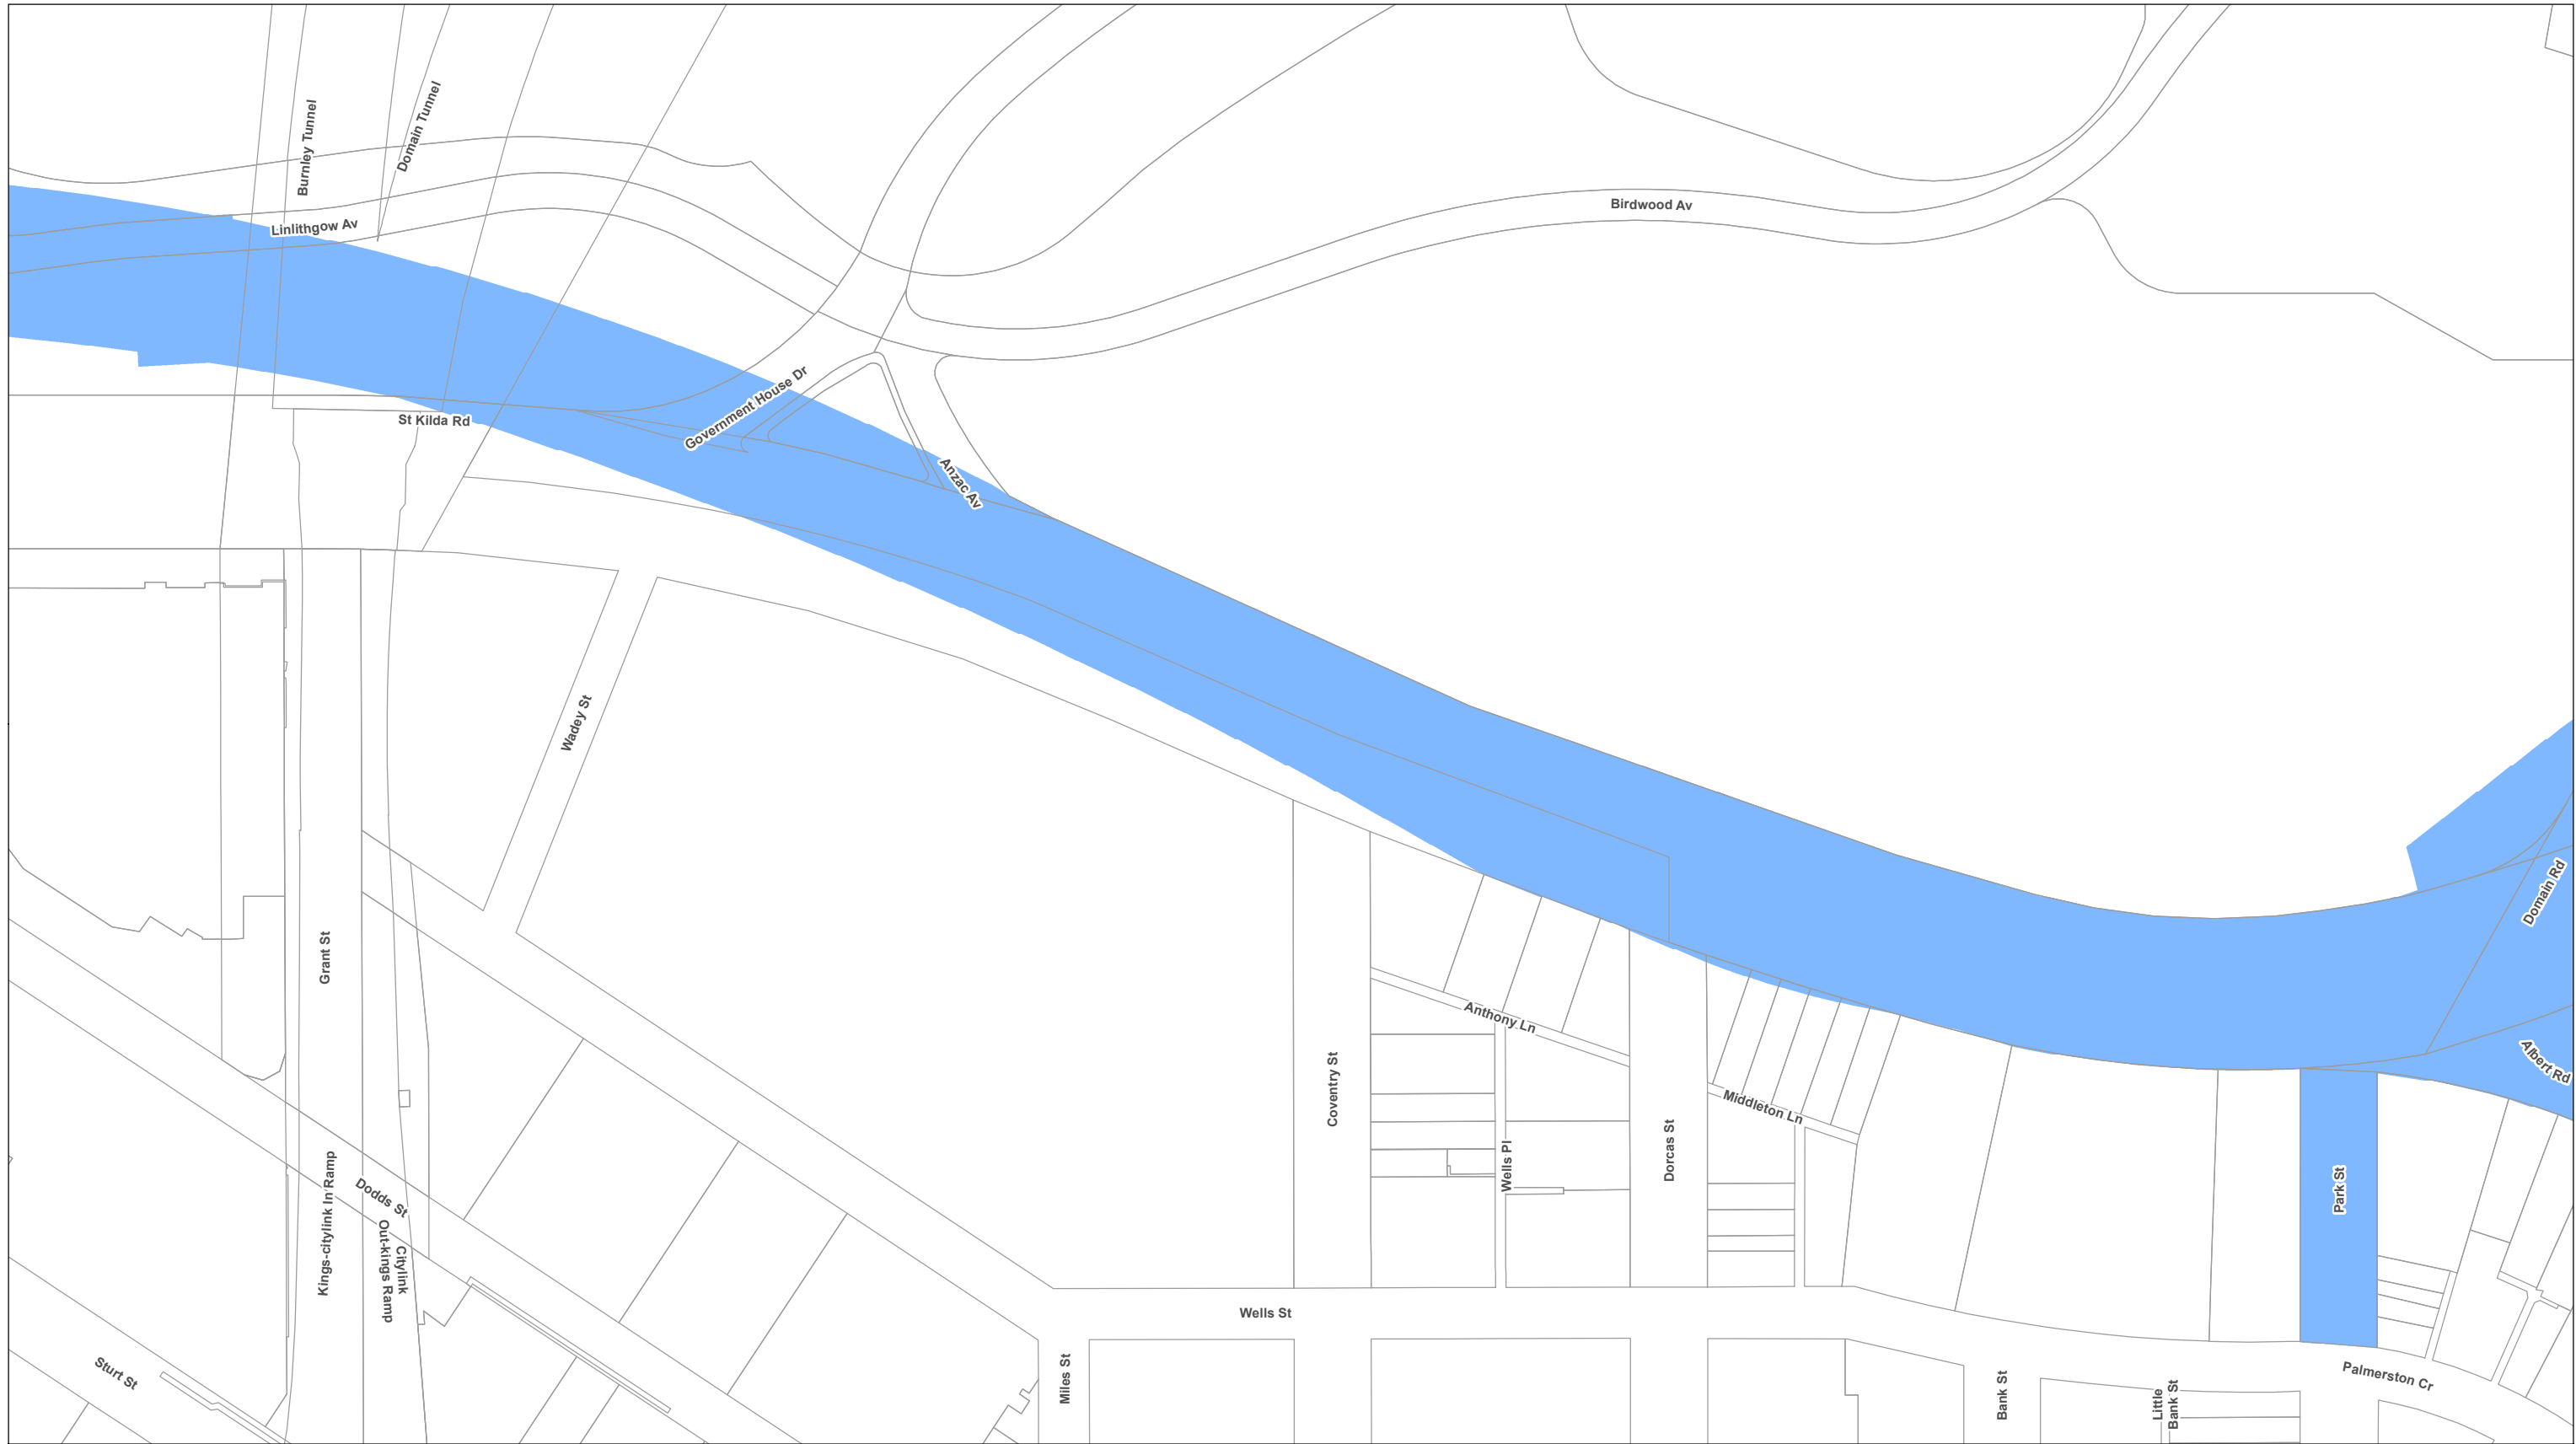 Burnley Tunnel
Domain Tunnel
Linlithgow Av
Birdwood Av
St Kilda Rd
Government House Dr
Anzac Av
Wadey St
Grant St
Domain Rd
Albert Rd
Anthony Ln
Coventry St
Middleton Ln
Wells Pl
Dorcas St
Park St
Kings-citylink In Ramp
Dodds St
Citylink
Out-kings Ramp
Wells St
Sturt St
Miles St
Bank St
Little
Bank St
Palmerston Cr